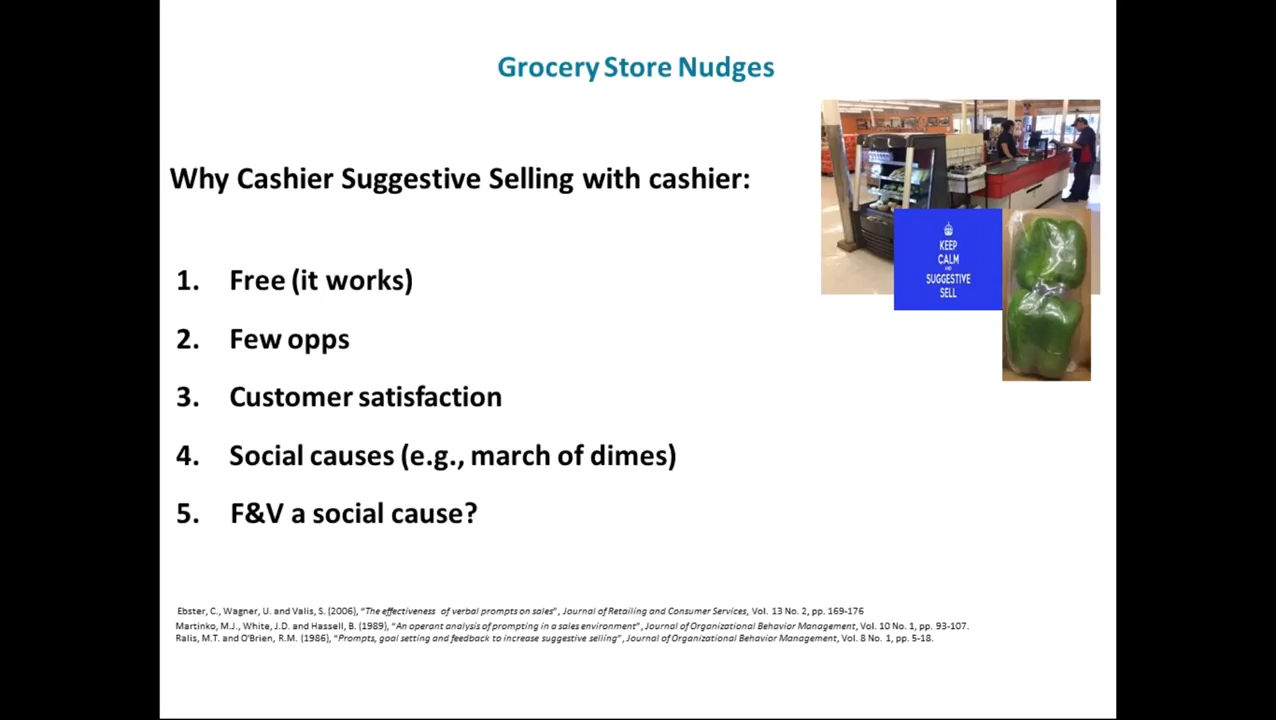 Grocery Store Nudges
Why Cashier Suggestive Selling with cashier:
KEEP
CALM
AND
SUGGESTIVE
SELL
1. Free (it works)
2. Few opps
3. Customer satisfaction
4. Social causes (e.g., march of dimes)
5. F&V a social cause?
Ebster, C., Wagner, U. and Valis, S. (2006), “The effectiveness of verbal prompts on sales”, Journal of Retailing and Consumer Services, Vol. 13 No. 2, pp. 169-176
Martinko, M.J., White, J.D. and Hassell, B. (1989), “An operant analysis of prompting in a sales environment”, Journal of Organizational Behavior Management, Vol. 10 No. 1, pp. 93-107.
Ralis, M.T. and O'Brien, R.M. (1986), “Prompts, goal setting and feedback to increase suggestive selling”, Journal of Organizational Behavior Management, Vol. 8 No. 1, pp. 5-18.